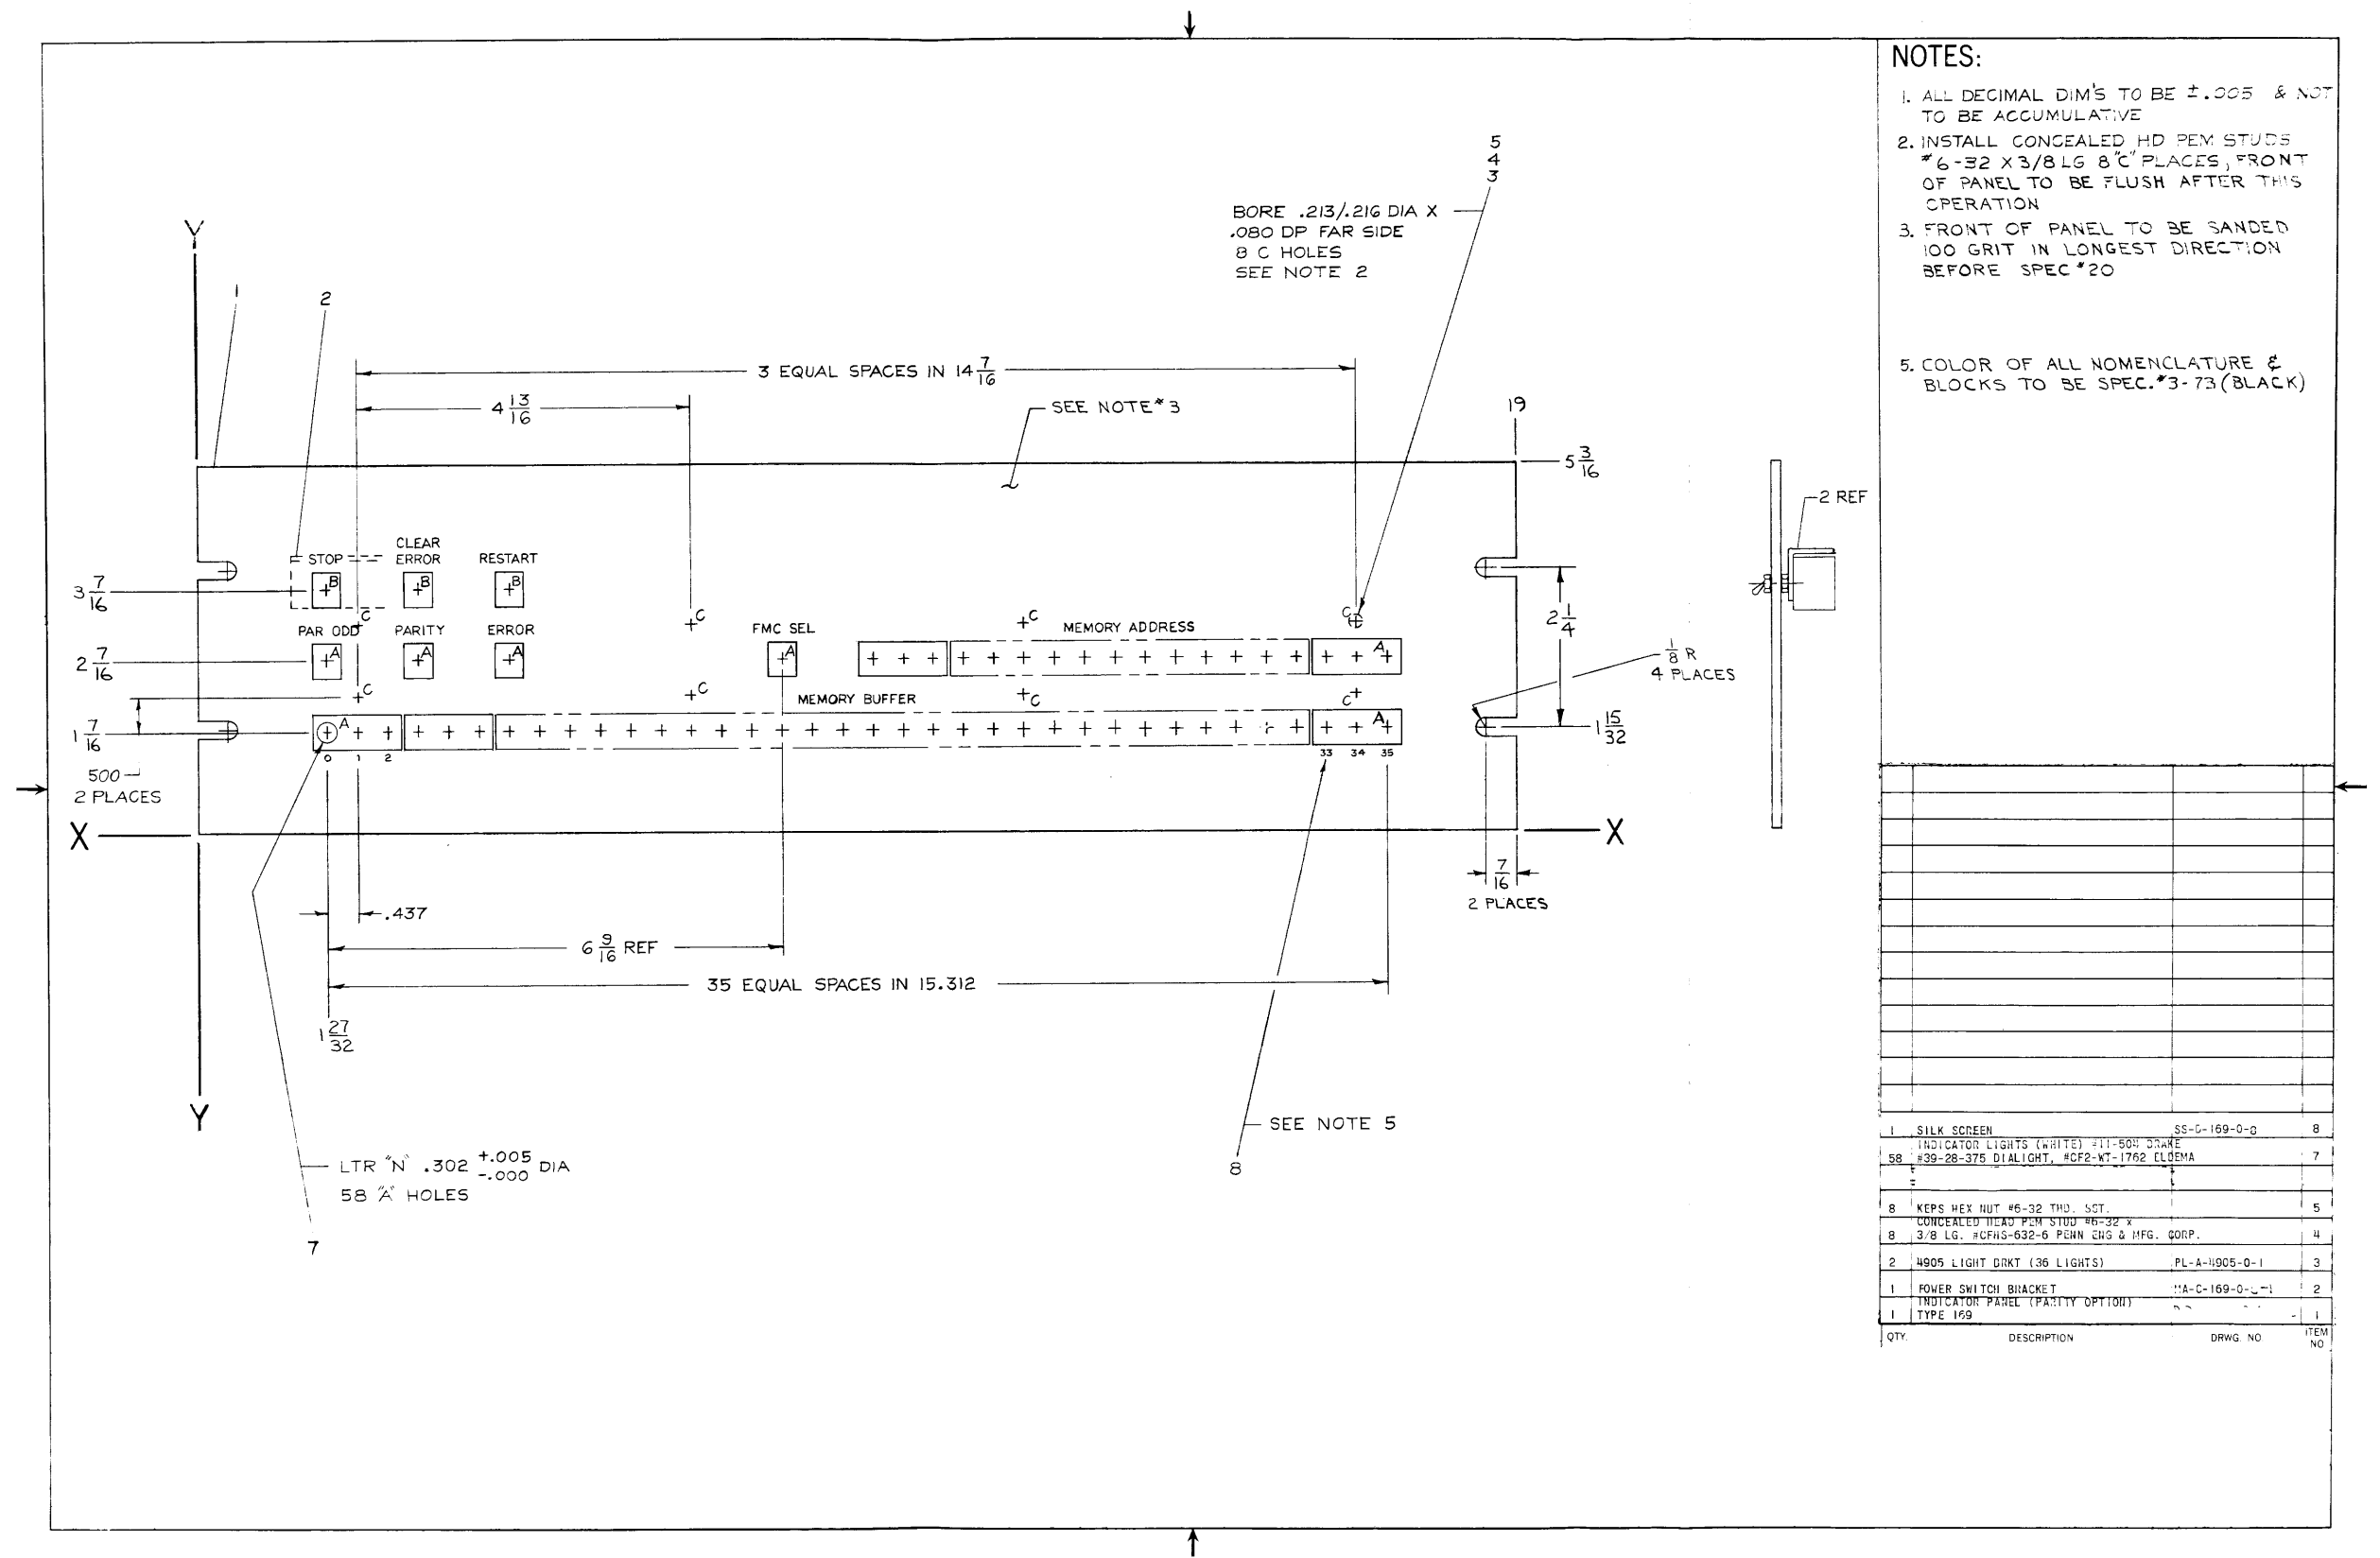 NOTES:
1. ALL DECIMAL DIM'S TO BE ±.005 & NOT
TO BE ACCUMULATIVE
2. INSTALL CONCEALED HD PEM STUDS
#6-32 X 3/8 LG 8 "C" PLACES, FRONT
OF PANEL TO BE FLUSH AFTER THIS
OPERATION
3. FRONT OF PANEL TO BE SANDED
100 GRIT IN LONGEST DIRECTION
BEFORE SPEC #20
5. COLOR OF ALL NOMENCLATURE &
BLOCKS TO BE SPEC. #3-73 (BLACK)
5
4
3
BORE .213/.216 DIA X
.080 DP FAR SIDE
8 C HOLES
SEE NOTE 2
Y
1
2
3 EQUAL SPACES IN 14 7/16
4 13/16
SEE NOTE #3
19
5 3/16
2 REF
CLEAR
STOP ERROR RESTART
3 7/16
B B B
C C C C
PAR ODD PARITY ERROR FMC SEL MEMORY ADDRESS
2 1/4
2 7/16
A A A A A
1/8 R
4 PLACES
C C C C
MEMORY BUFFER
1 7/16
A A
1 15/32
0 1 2 33 34 35
500
2 PLACES
X X
7/16
2 PLACES
.437
6 9/16 REF
35 EQUAL SPACES IN 15.312
1 27/32
Y
SEE NOTE 5
8
LTR "N" .302 +.005 -.000 DIA
58 "A" HOLES
7
1 SILK SCREEN 8
INDICATOR LIGHTS (WHITE) DRAKE
58 #39-28-375 DIALIGHT, #CF2-WT-1762 ELDEMA 7
8 KEPS HEX NUT #6-32 THD. SST. 5
CONCEALED HEAD PEM STUD #6-32 X
8 3/8 LG. #CFHS-632-6 PENN ENG & MFG. CORP. 4
2 4905 LIGHT BRKT (36 LIGHTS) PL-A-4905-0-1 3
1 POWER SWITCH BRACKET 2
INDICATOR PANEL (PARITY OPTION)
1 TYPE 169 1
QTY. DESCRIPTION DRWG. NO. ITEM NO